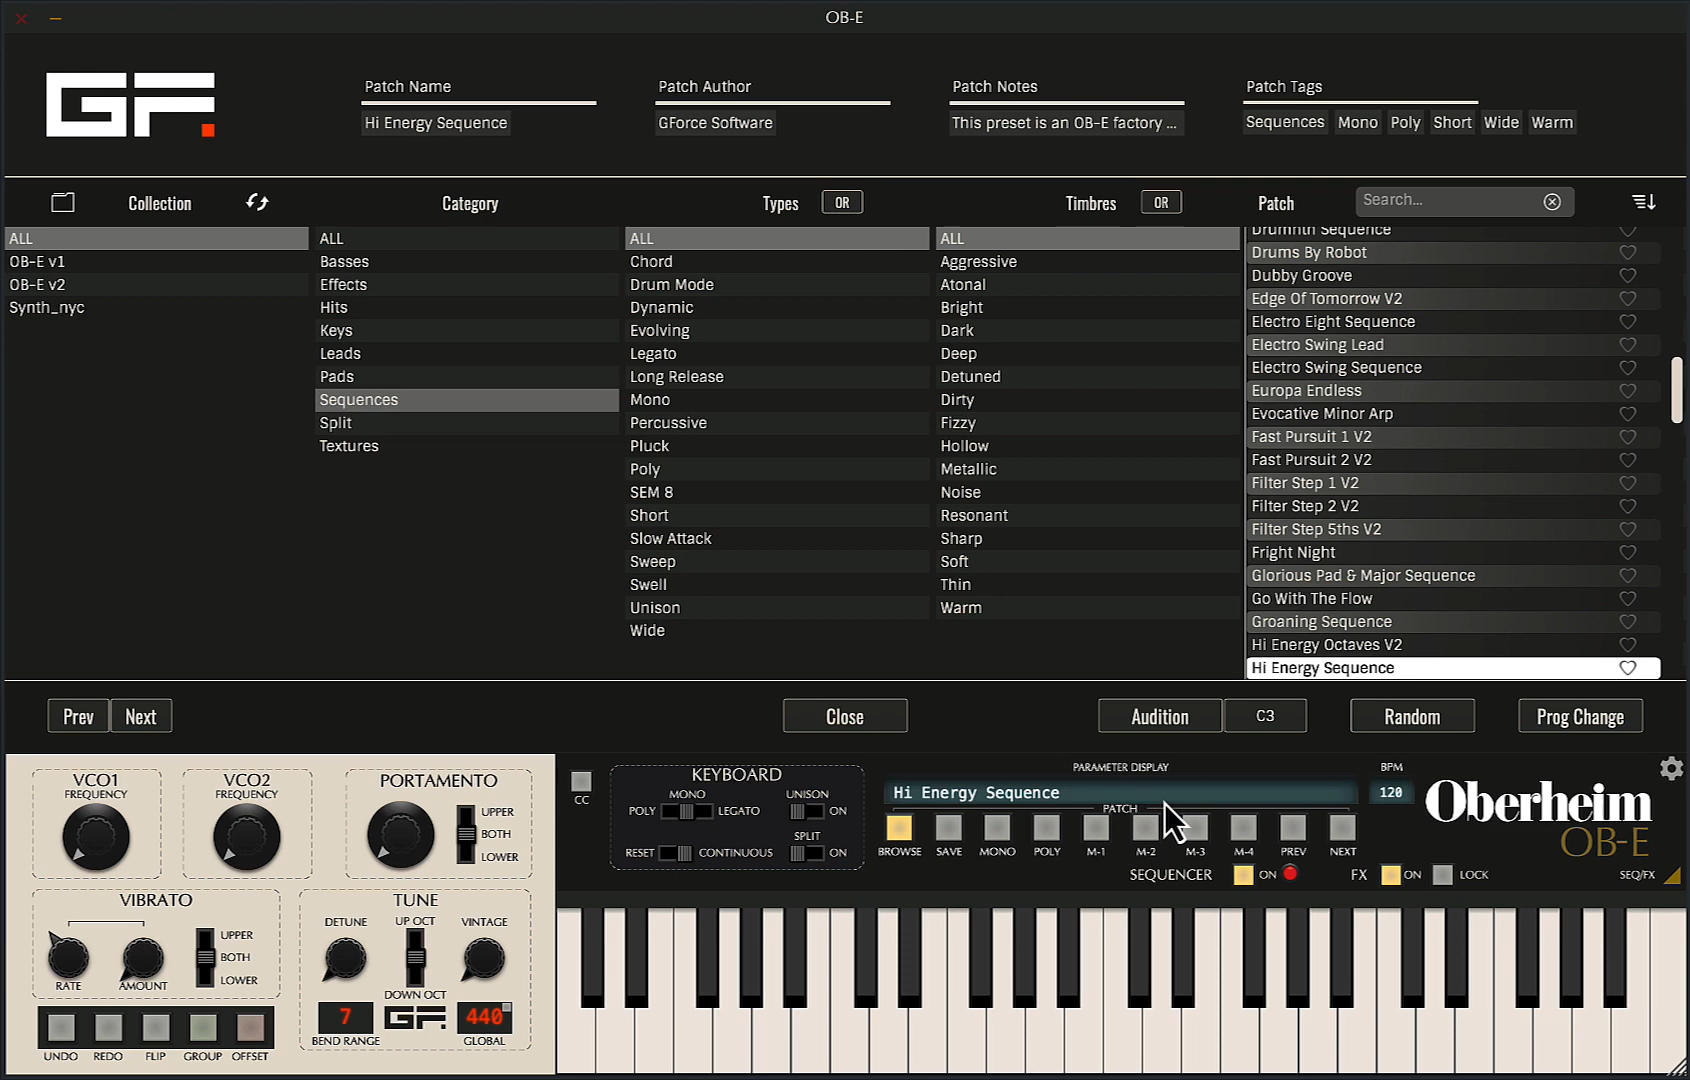 OB-E
GF.
Patch Name
Patch Author
Patch Notes
Patch Tags
Hi Energy Sequence
GForce Software
This preset is an OB-E factory ...
Sequences Mono Poly Short Wide Warm
Collection
Category
Types OR
Timbres OR
Patch
Search...
ALL
OB-E v1
OB-E v2
Synth_nyc
ALL
Basses
Effects
Hits
Keys
Leads
Pads
Sequences
Split
Textures
ALL
Chord
Drum Mode
Dynamic
Evolving
Legato
Long Release
Mono
Percussive
Pluck
Poly
SEM 8
Short
Slow Attack
Sweep
Swell
Unison
Wide
ALL
Aggressive
Atonal
Bright
Dark
Deep
Detuned
Dirty
Fizzy
Hollow
Metallic
Noise
Resonant
Sharp
Soft
Thin
Warm
Sequence
Drums By Robot
Dubby Groove
Edge Of Tomorrow V2
Electro Eight Sequence
Electro Swing Lead
Electro Swing Sequence
Europa Endless
Evocative Minor Arp
Fast Pursuit 1 V2
Fast Pursuit 2 V2
Filter Step 1 V2
Filter Step 2 V2
Filter Step 5ths V2
Fright Night
Glorious Pad & Major Sequence
Go With The Flow
Groaning Sequence
Hi Energy Octaves V2
Hi Energy Sequence
Prev Next
Close
Audition C3
Random
Prog Change
VCO1
FREQUENCY
VCO2
FREQUENCY
PORTAMENTO
UPPER
BOTH
LOWER
VIBRATO
RATE
AMOUNT
UPPER
BOTH
LOWER
TUNE
DETUNE
UP OCT
VINTAGE
DOWN OCT
7
GF.
440
BEND RANGE
GLOBAL
UNDO REDO FLIP GROUP OFFSET
CC
KEYBOARD
MONO
POLY LEGATO
UNISON
ON
RESET CONTINUOUS
SPLIT
ON
PARAMETER DISPLAY
Hi Energy Sequence
BPM
120
PATCH
BROWSE SAVE MONO POLY M-1 M-2 M-3 M-4 PREV NEXT
SEQUENCER ON
FX ON LOCK
Oberheim
OB-E
SEQ/FX